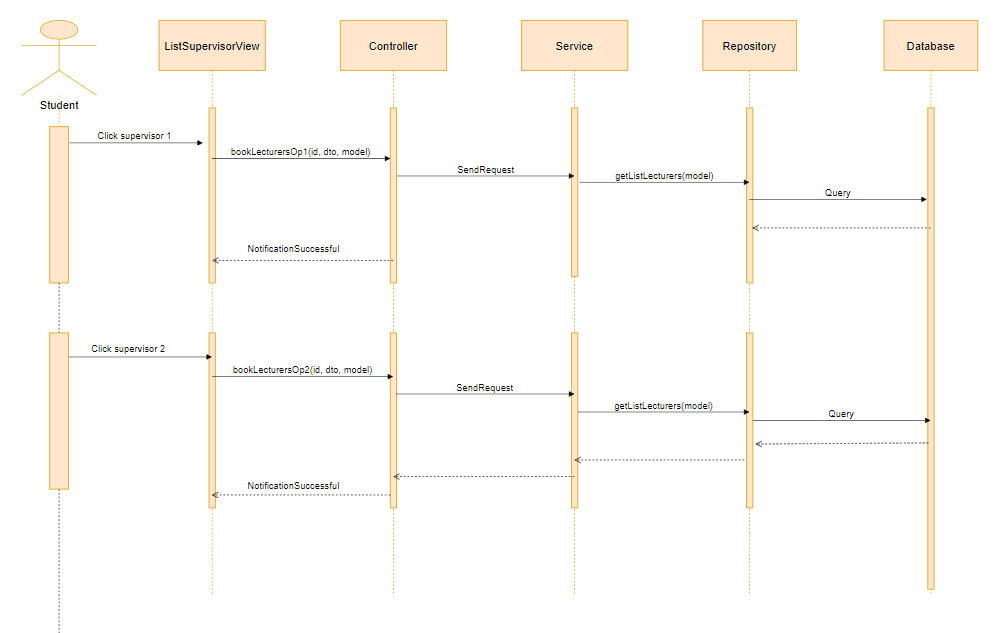 ListSupervisorView
Controller
Service
Repository
Database
Student
Click supervisor 1
bookLecturersOp1(id, dto, model)
SendRequest
getListLecturers(model)
Query
NotificationSuccessful
Click supervisor 2
bookLecturersOp2(id, dto, model)
SendRequest
getListLecturers(model)
Query
NotificationSuccessful